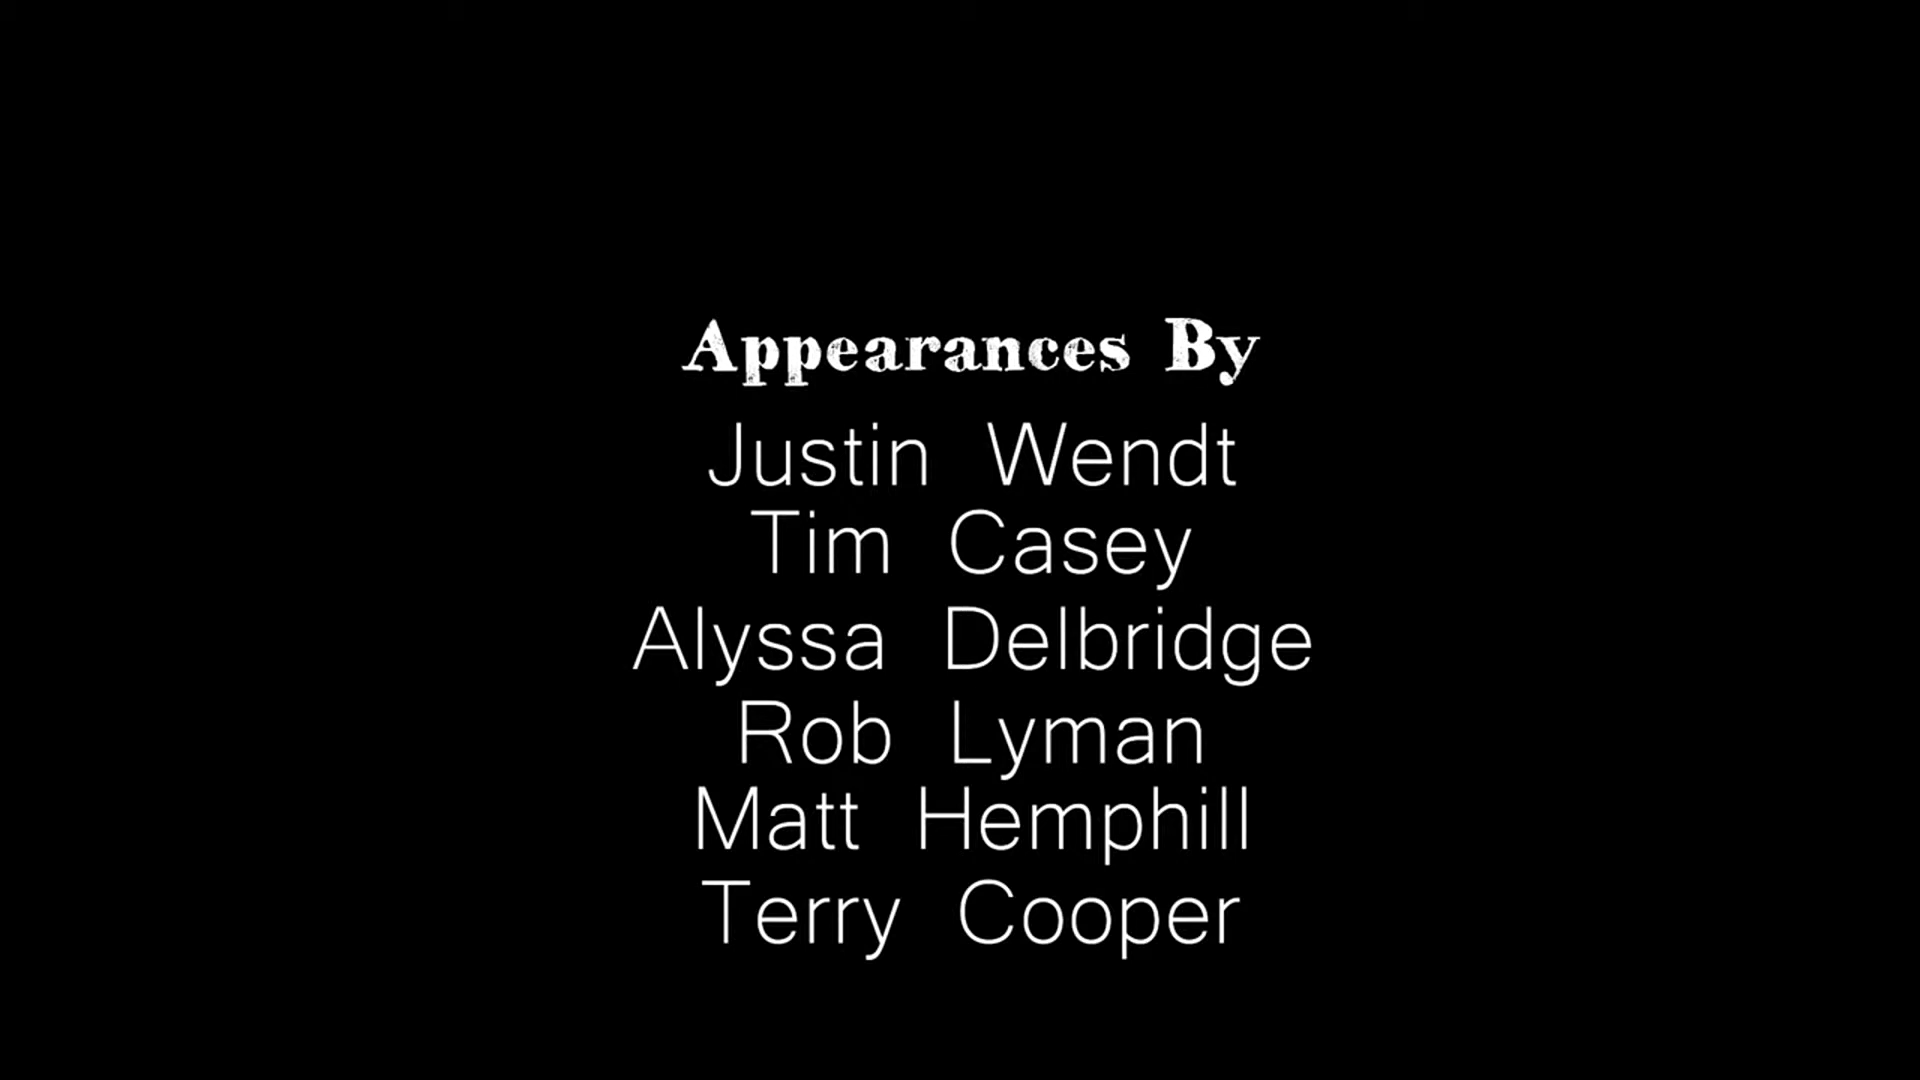 Appearances By
Justin Wendt
Tim Casey
Alyssa Delbridge
Rob Lyman
Matt Hemphill
Terry Cooper